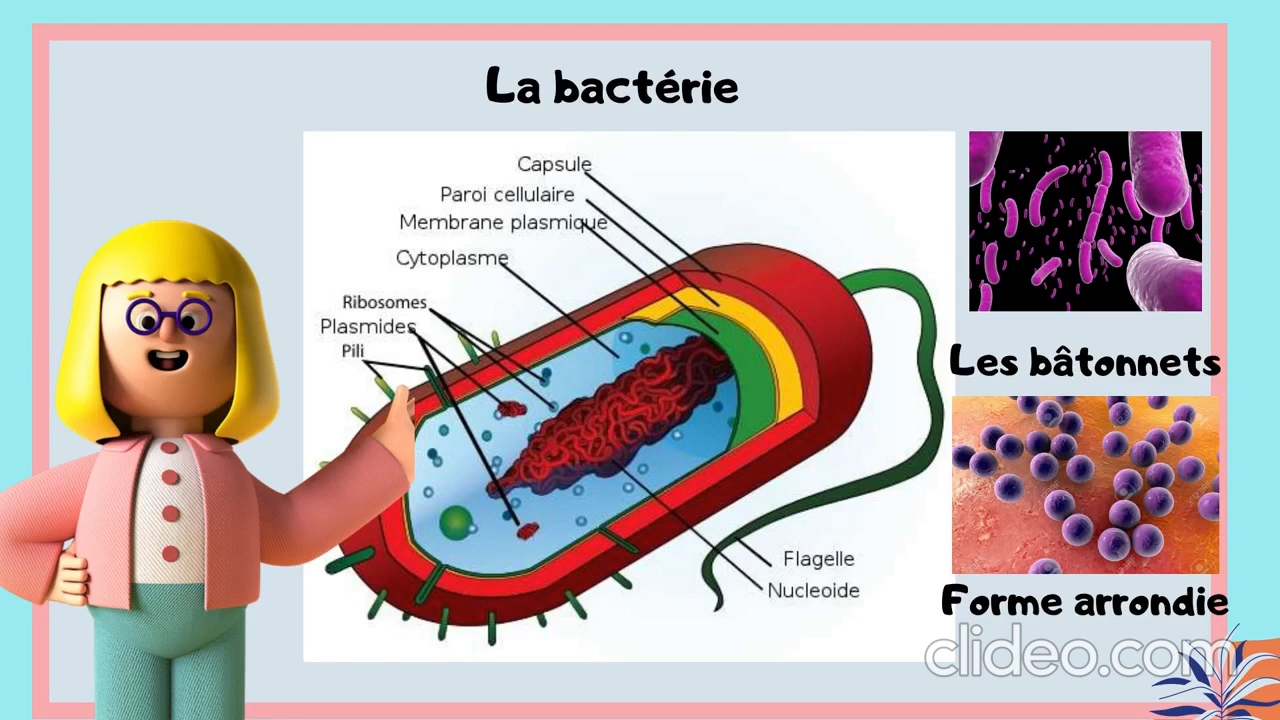 La bactérie
Capsule
Paroi cellulaire
Membrane plasmique
Cytoplasme
Ribosomes
Plasmides
Pili
Flagelle
Nucleoide
Les bâtonnets
Forme arrondie
clideo.com